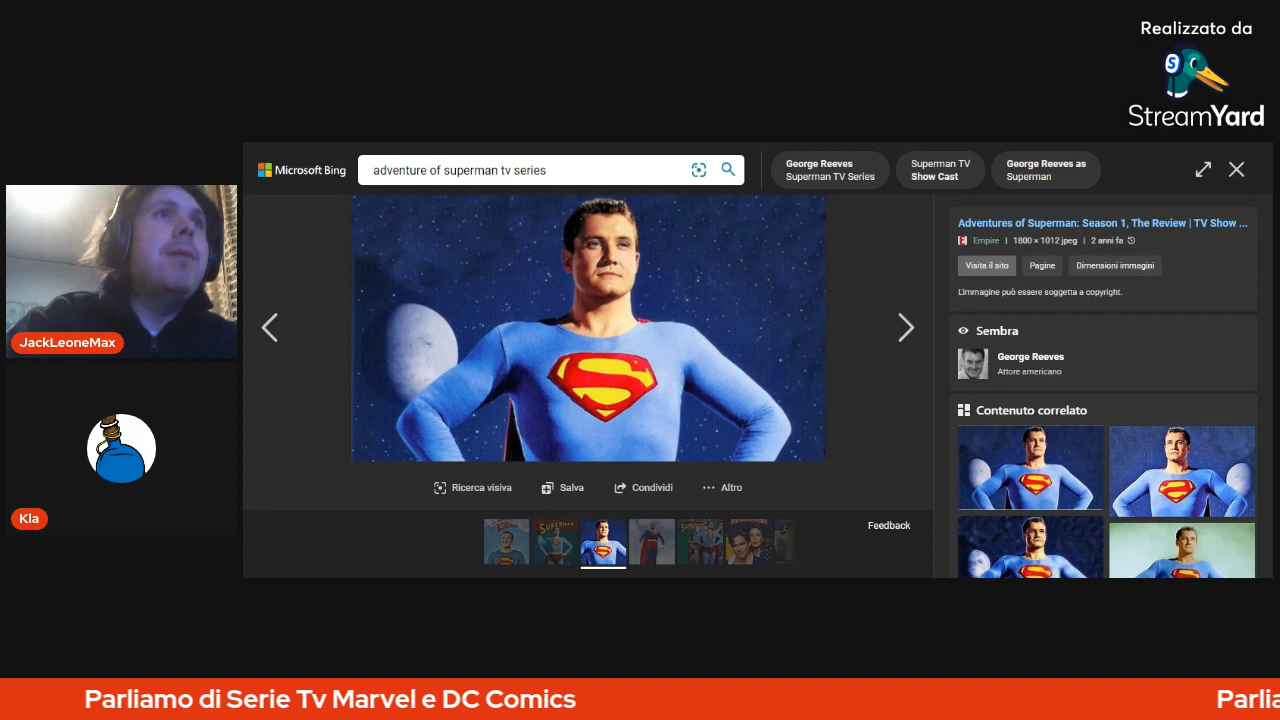 Realizzato da
StreamYard
Microsoft Bing
adventure of superman tv series
George Reeves
Superman TV Series
Superman TV
Show Cast
George Reeves as
Superman
Adventures of Superman: Season 1, The Review | TV Show ...
Empire | 1800 × 1012 jpeg | 2 anni fa
Visita il sito
Pagine
Dimensioni immagini
L'immagine può essere soggetta a copyright.
Sembra
George Reeves
Attore americano
Contenuto correlato
JackLeoneMax
Kla
Ricerca visiva
Salva
Condividi
Altro
Feedback
Parliamo di Serie Tv Marvel e DC Comics